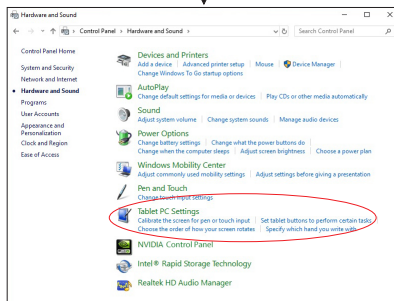 Hardware and Sound
Control Panel > Hardware and Sound >
Search Control Panel
Control Panel Home
System and Security
Network and Internet
Hardware and Sound
Programs
User Accounts
Appearance and
Personalization
Clock and Region
Ease of Access
Devices and Printers
Add a device | Advanced printer setup | Mouse | Device Manager |
Change Windows To Go startup options
AutoPlay
Change default settings for media or devices | Play CDs or other media automatically
Sound
Adjust system volume | Change system sounds | Manage audio devices
Power Options
Change battery settings | Change what the power buttons do |
Change when the computer sleeps | Adjust screen brightness | Choose a power plan
Windows Mobility Center
Adjust commonly used mobility settings | Adjust settings before giving a presentation
Pen and Touch
Change touch input settings
Tablet PC Settings
Calibrate the screen for pen or touch input | Set tablet buttons to perform certain tasks
Choose the order of how your screen rotates | Specify which hand you write with
NVIDIA Control Panel
Intel® Rapid Storage Technology
Realtek HD Audio Manager